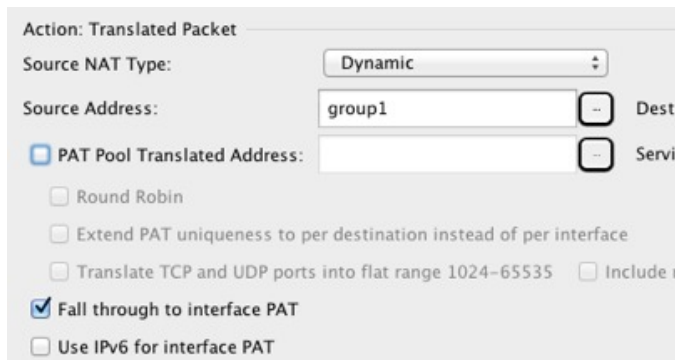 Action: Translated Packet
Source NAT Type: Dynamic
Source Address: group1 ...
PAT Pool Translated Address: ...
Round Robin
Extend PAT uniqueness to per destination instead of per interface
Translate TCP and UDP ports into flat range 1024-65535 Include
Fall through to interface PAT
Use IPv6 for interface PAT